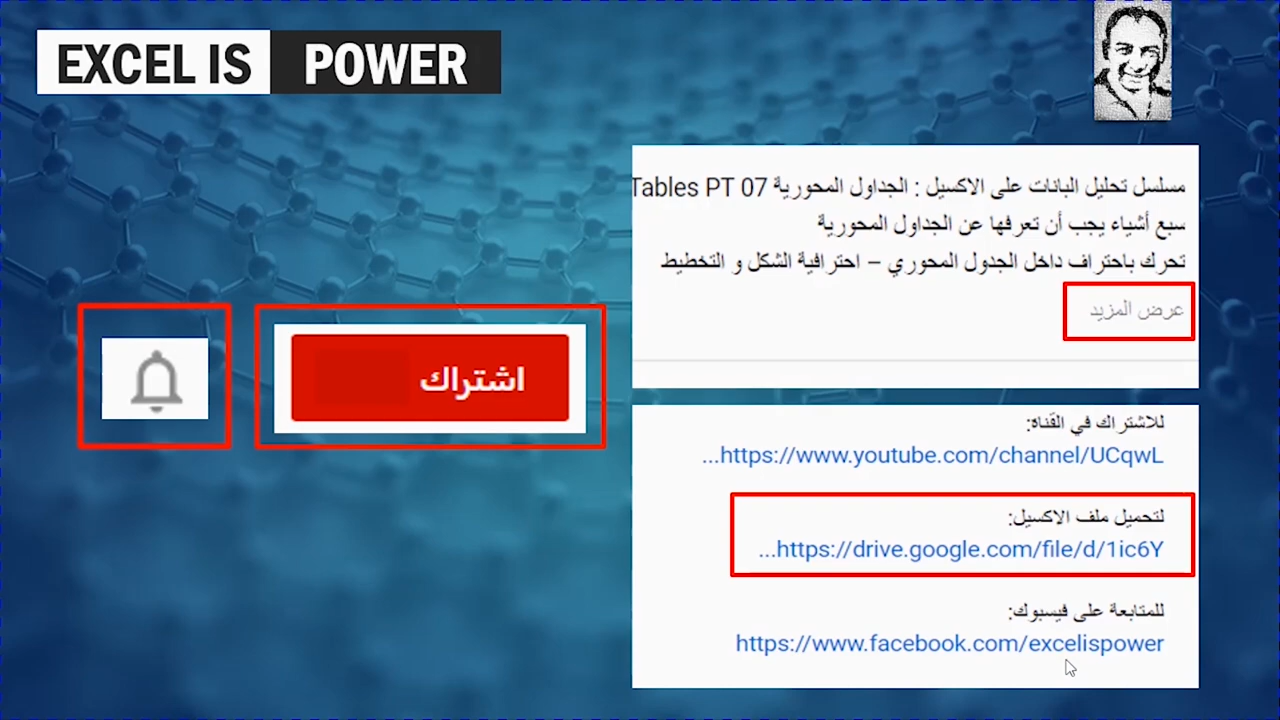 EXCEL IS POWER
مسلسل تحليل البانات على الاكسيل : الجداول المحورية Tables PT 07
سبع أشياء يجب أن تعرفها عن الجداول المحورية
تحرك باحتراف داخل الجدول المحوري – احترافية الشكل و التخطيط
عرض المزيد
اشتراك
للاشتراك في القناة:
https://www.youtube.com/channel/UCqwL...
لتحميل ملف الاكسيل:
https://drive.google.com/file/d/1ic6Y...
للمتابعة على فيسبوك:
https://www.facebook.com/excelispower